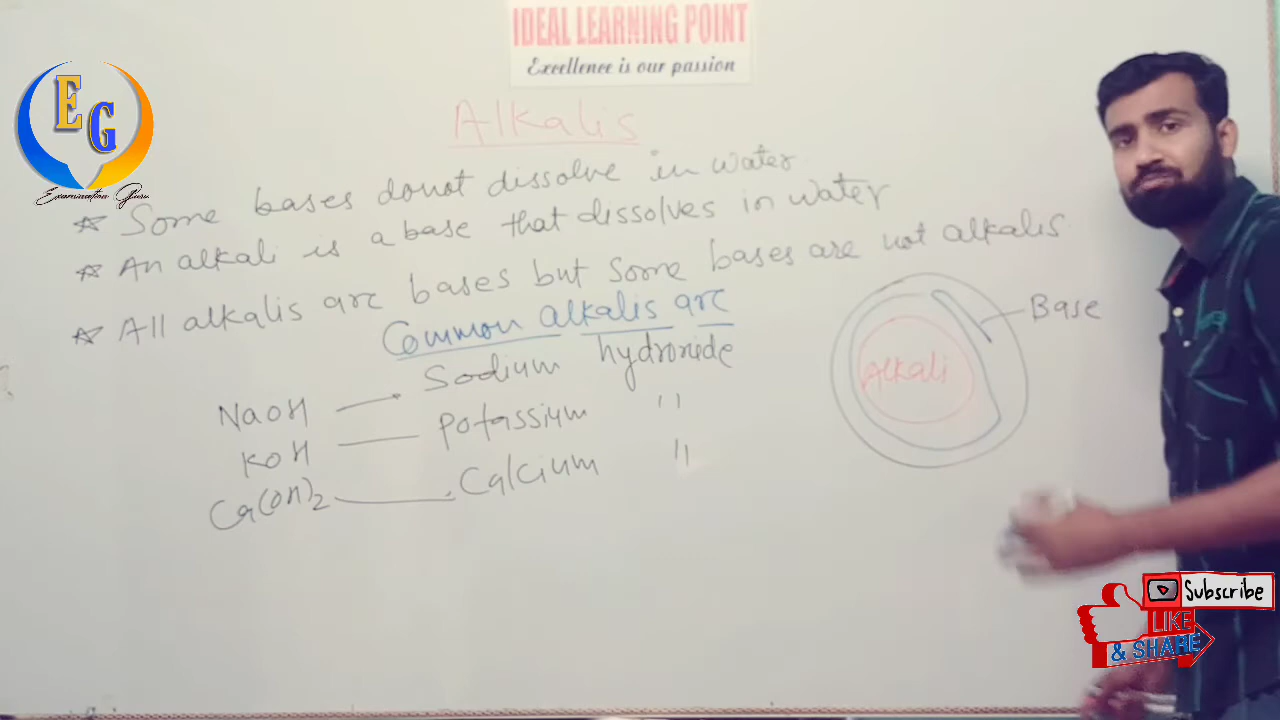 IDEAL LEARNING POINT
Excellence is our passion
E G
Examination Guru
Alkalis
Some bases donot dissolve in water
An alkali is a base that dissolves in water
All alkalis are bases but some bases are not alkalis
Common alkalis are
NaOH → Sodium hydroxide
KOH — Potassium "
Ca(OH)2 — Calcium "
Base
Alkali
Subscribe
LIKE
& SHARE